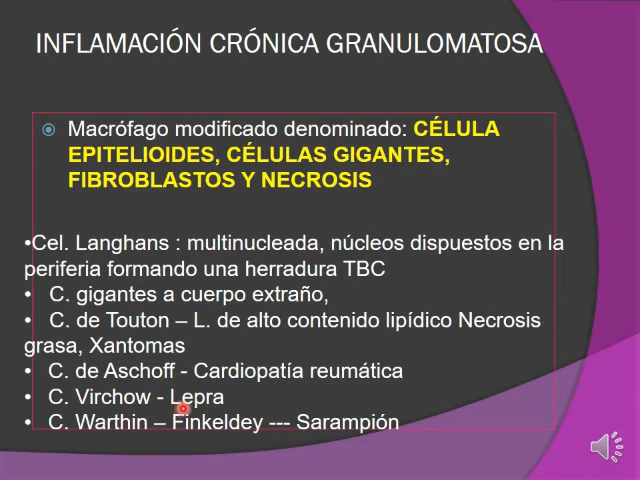 INFLAMACIÓN CRÓNICA GRANULOMATOSA
Macrófago modificado denominado: CÉLULA
EPITELIOIDES, CÉLULAS GIGANTES,
FIBROBLASTOS Y NECROSIS
•Cel. Langhans : multinucleada, núcleos dispuestos en la
periferia formando una herradura TBC
• C. gigantes a cuerpo extraño,
• C. de Touton – L. de alto contenido lipídico Necrosis
grasa, Xantomas
• C. de Aschoff - Cardiopatía reumática
• C. Virchow - Lepra
• C. Warthin – Finkeldey --- Sarampión